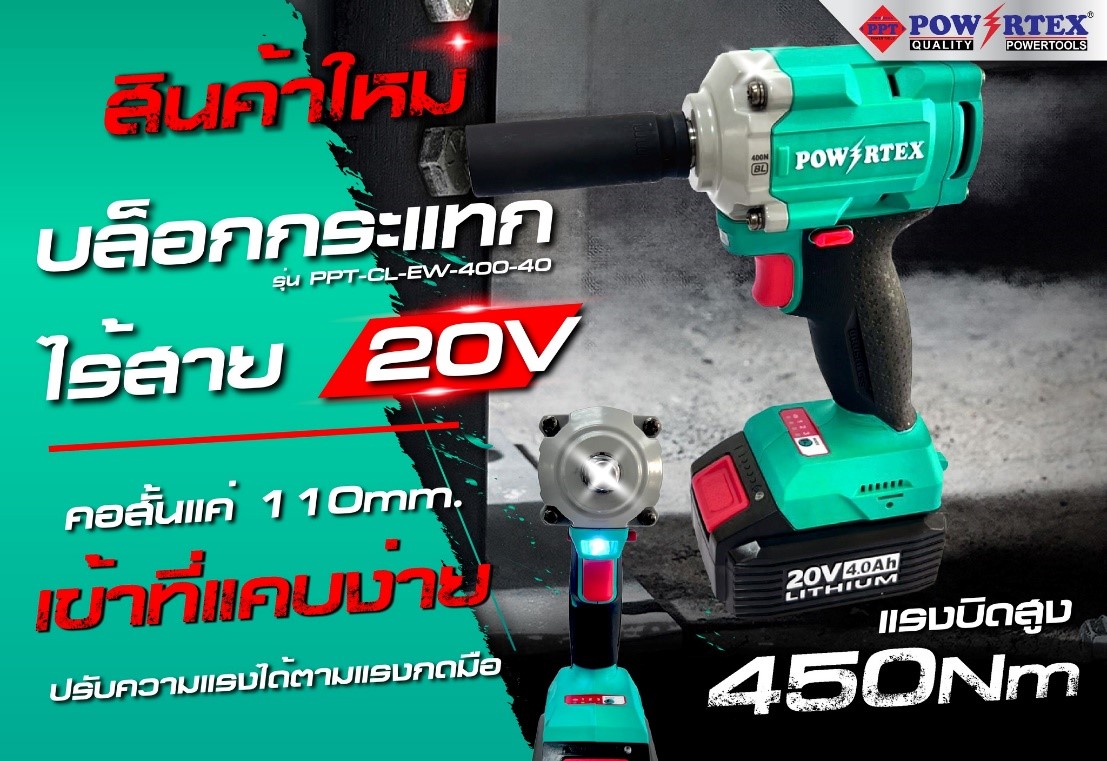 PPT POWERTEX®
QUALITY POWERTOOLS
สินค้าใหม่
บล็อกกระแทก
รุ่น PPT-CL-EW-400-40
ไร้สาย 20V
คอสั้นแค่ 110mm.
เข้าที่แคบง่าย
ปรับความแรงได้ตามแรงกดมือ
400N
BL
POWERTEX
20V 4.0Ah
LITHIUM
แรงบิดสูง
450Nm